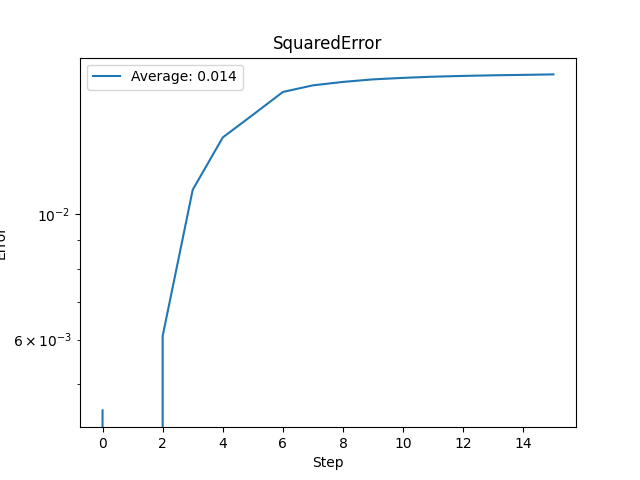 SquaredError
Average: 0.014
10⁻²
6 × 10⁻³
Error
0 2 4 6 8 10 12 14
Step